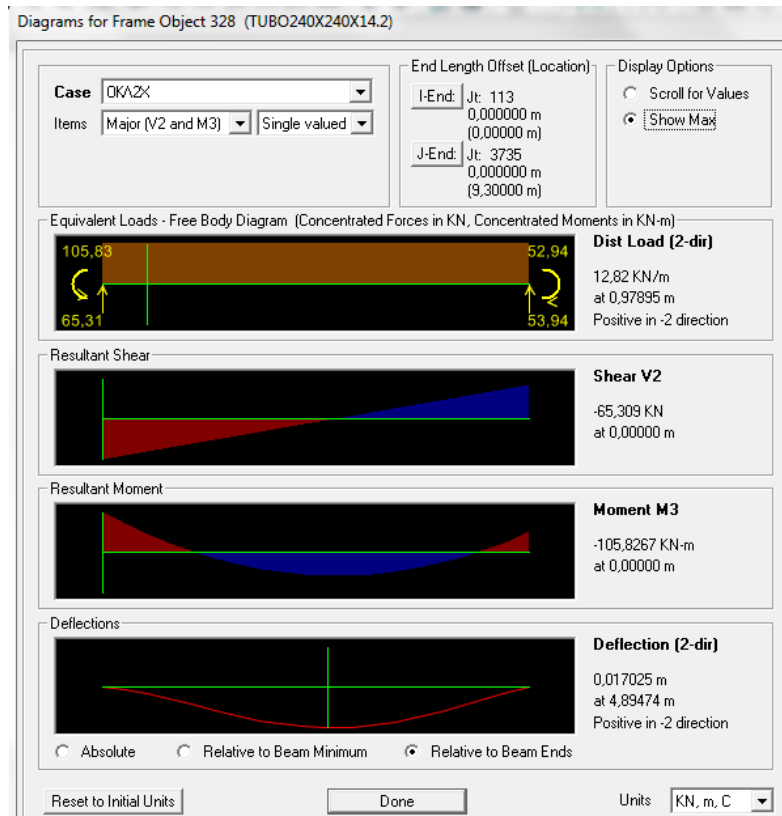 Diagrams for Frame Object 328 (TUBO240X240X14.2)
Case OKA2X
Items Major (V2 and M3) Single valued
End Length Offset (Location)
I-End: Jt: 113
0,000000 m
(0,00000 m)
J-End: Jt: 3735
0,000000 m
(9,30000 m)
Display Options
Scroll for Values
Show Max
Equivalent Loads - Free Body Diagram (Concentrated Forces in KN, Concentrated Moments in KN-m)
105,83 52,94
65,31 53,94
Dist Load (2-dir)
12,82 KN/m
at 0,97895 m
Positive in -2 direction
Resultant Shear
Shear V2
-65,309 KN
at 0,00000 m
Resultant Moment
Moment M3
-105,8267 KN-m
at 0,00000 m
Deflections
Deflection (2-dir)
0,017025 m
at 4,89474 m
Positive in -2 direction
Absolute Relative to Beam Minimum Relative to Beam Ends
Reset to Initial Units Done Units KN, m, C